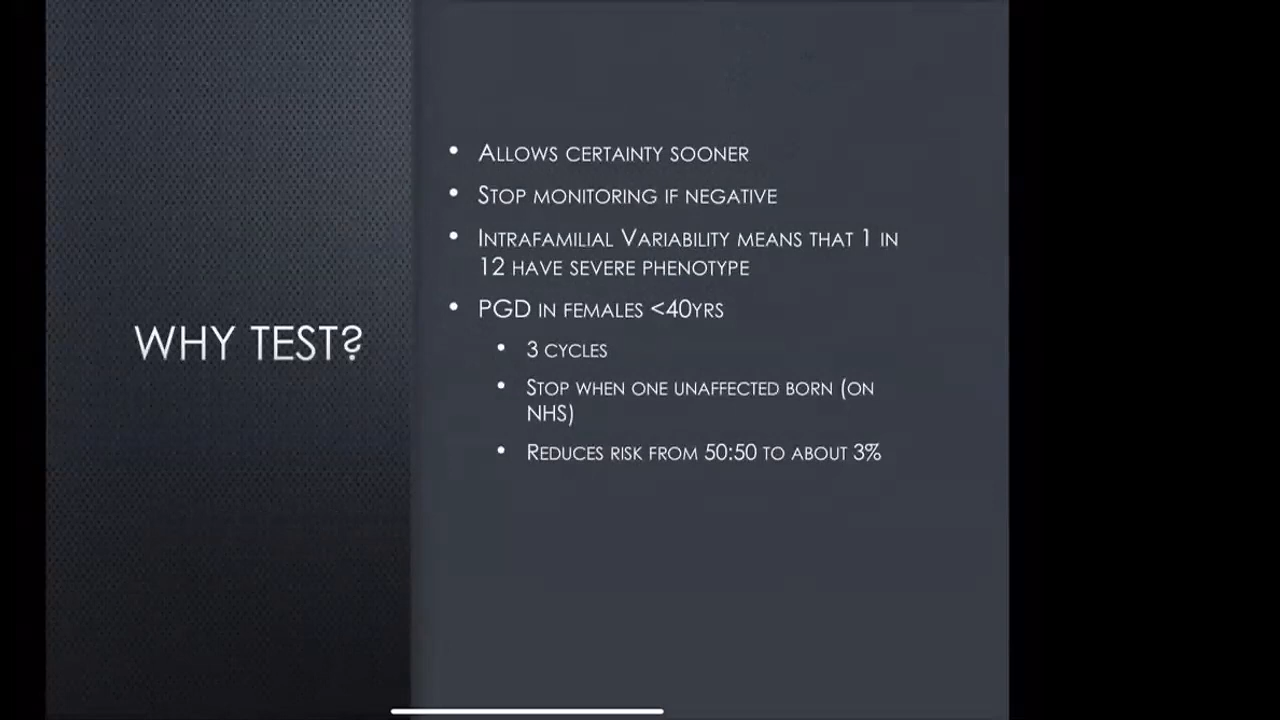 WHY TEST?
• ALLOWS CERTAINTY SOONER
• STOP MONITORING IF NEGATIVE
• INTRAFAMILIAL VARIABILITY MEANS THAT 1 IN
12 HAVE SEVERE PHENOTYPE
• PGD IN FEMALES <40YRS
• 3 CYCLES
• STOP WHEN ONE UNAFFECTED BORN (ON
NHS)
• REDUCES RISK FROM 50:50 TO ABOUT 3%